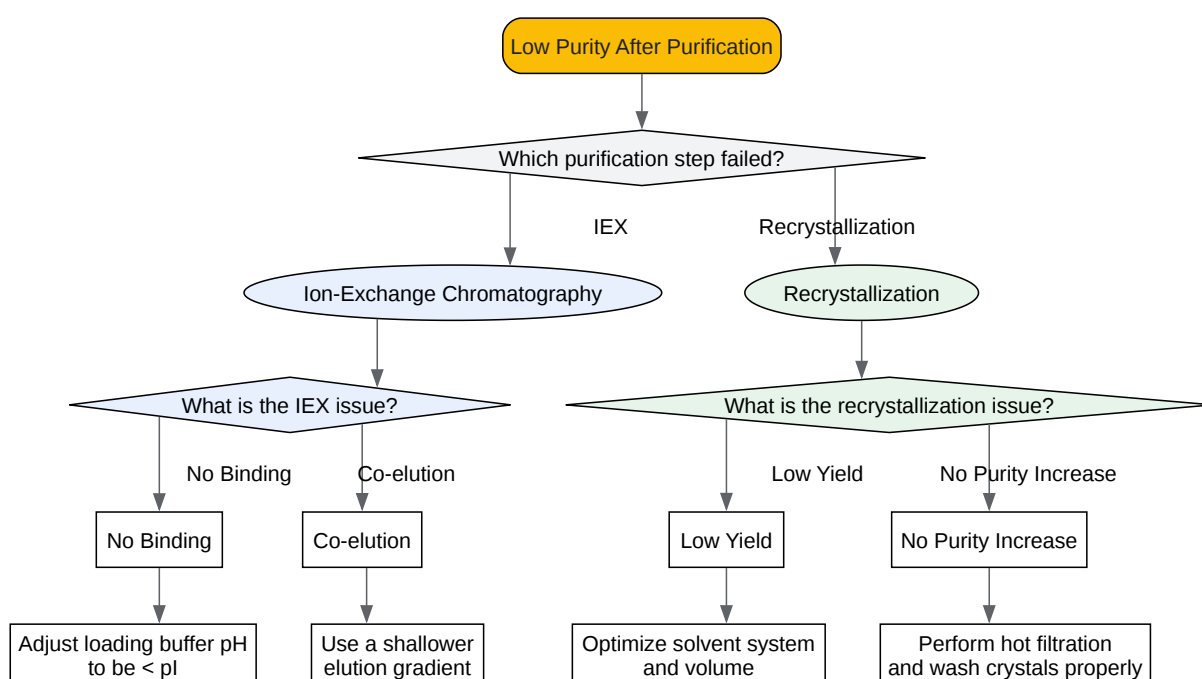 Low Purity After Purification
Which purification step failed?
IEX
Recrystallization
Ion-Exchange Chromatography
Recrystallization
What is the IEX issue?
What is the recrystallization issue?
No Binding
Co-elution
Low Yield
No Purity Increase
No Binding
Co-elution
Low Yield
No Purity Increase
Adjust loading buffer pH
to be < pI
Use a shallower
elution gradient
Optimize solvent system
and volume
Perform hot filtration
and wash crystals properly